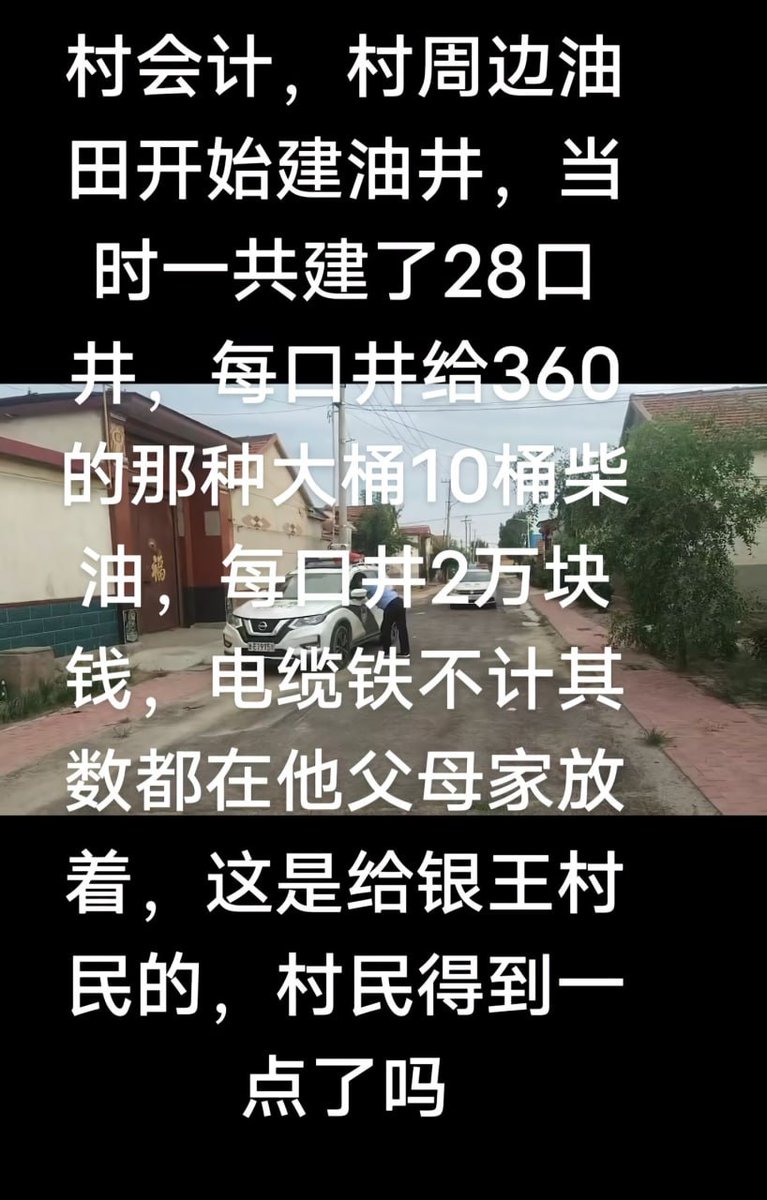 村会计，村周边油
田开始建油井，当
时一共建了28口
井，每口井给360
的那种大桶10桶柴
油，每口井2万块
钱，电缆铁不计其
数都在他父母家放
着，这是给银王村
民的，村民得到一
点了吗
福